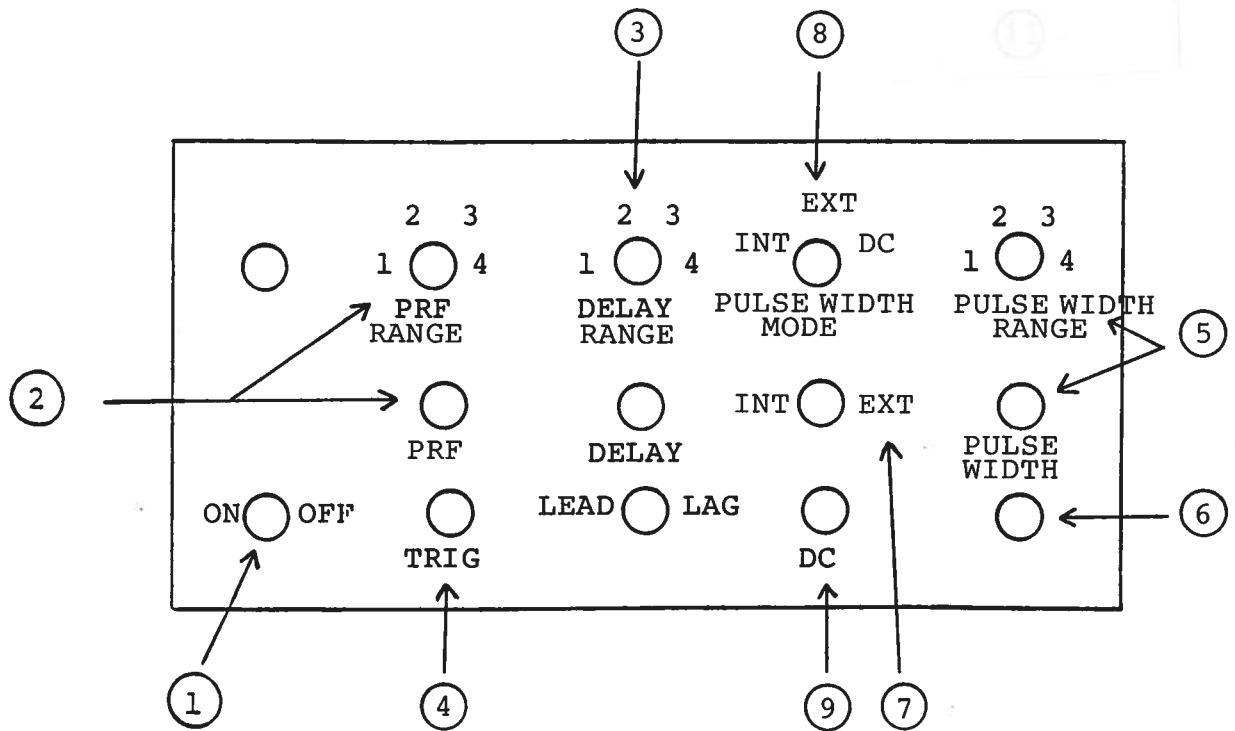 3 8
EXT
2 3 2 3 2 3
1 4 1 4 INT DC 1 4
PRF DELAY PULSE WIDTH PULSE WIDTH
RANGE RANGE MODE RANGE
5
2
INT EXT
PRF DELAY PULSE
WIDTH
ON OFF LEAD LAG
6
TRIG DC
1 4 9 7